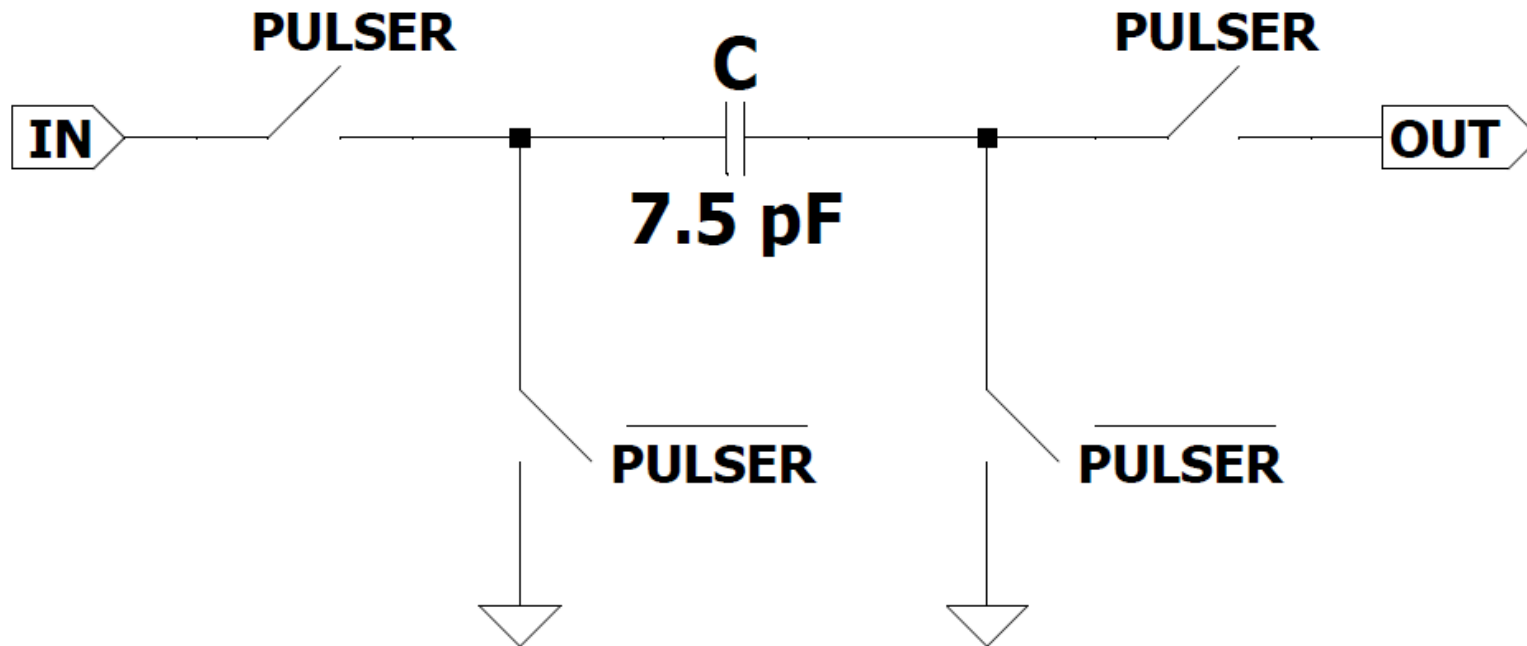 PULSER
C
PULSER
IN
OUT
7.5 pF
PULSER
PULSER